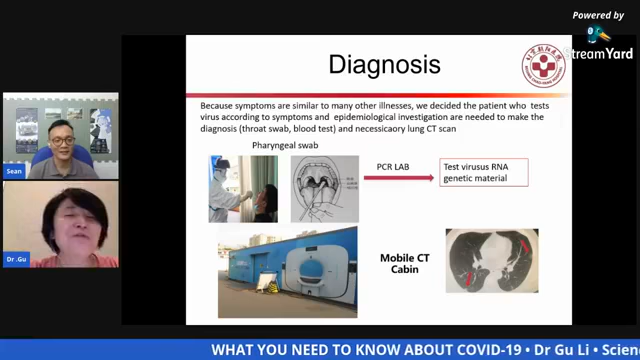 Powered by
StreamYard
Diagnosis
Because symptoms are similar to many other illnesses, we decided the patient who tests
virus according to symptoms and epidemiological investigation are needed to make the
diagnosis (throat swab, blood test) and necessicaory lung CT scan
Pharyngeal swab
PCR LAB
Test virusus RNA
genetic material
Mobile CT
Cabin
Sean
Dr .Gu
WHAT YOU NEED TO KNOW ABOUT COVID-19 • Dr Gu Li • Scien